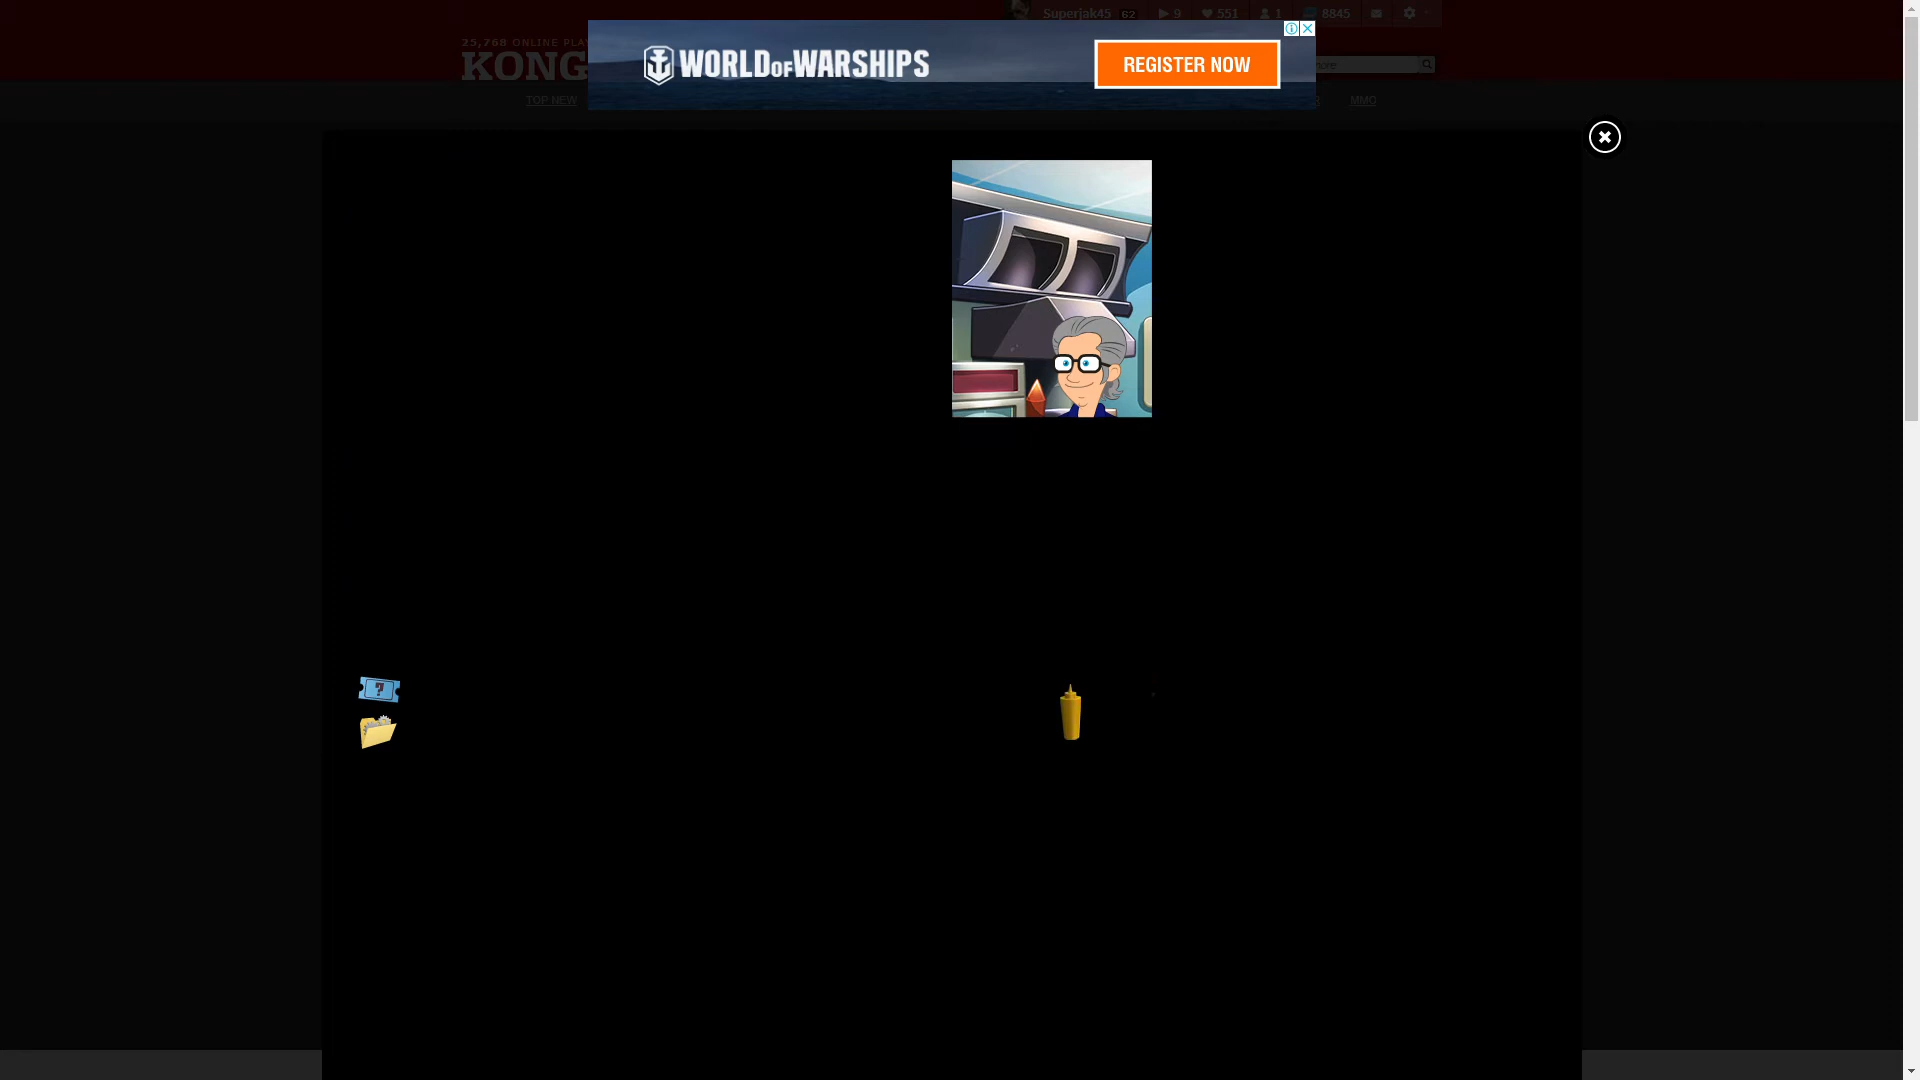 Superjak45 62 9 551 1 8845
25,768 ONLINE PLA
KONG
WORLD OF WARSHIPS
REGISTER NOW
more
TOP NEW
R
MMO
?